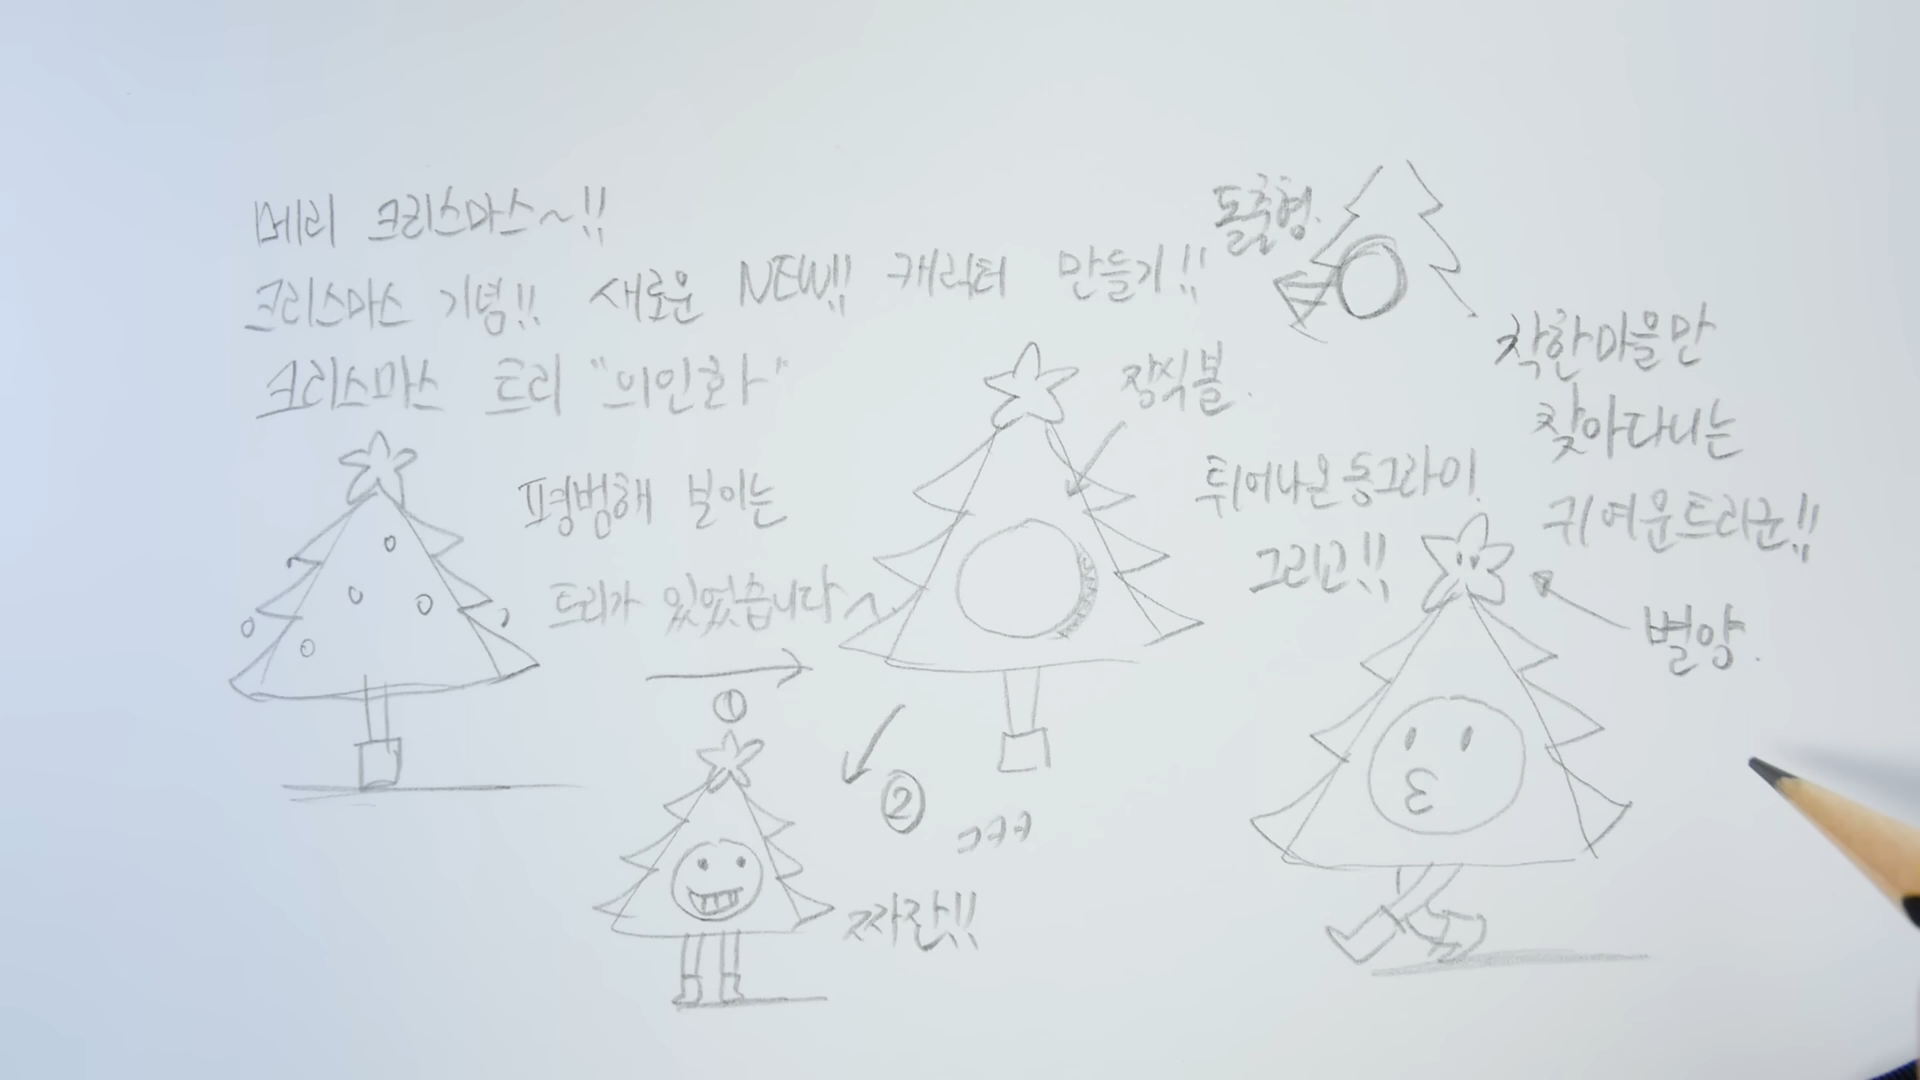 메리 크리스마스~!!
크리스마스 기념!! 새로운 NEW!! 캐릭터 만들기!!
크리스마스 트리 "의인화"
평범해 보이는
트리가 있었습니다~
①
②
ㅋㅋㅋ
짜잔!!
장식볼.
돌출형.
튀어나온동그라미.
그리고!!
착한마을만
찾아다니는
귀여운트리군!!
별양.